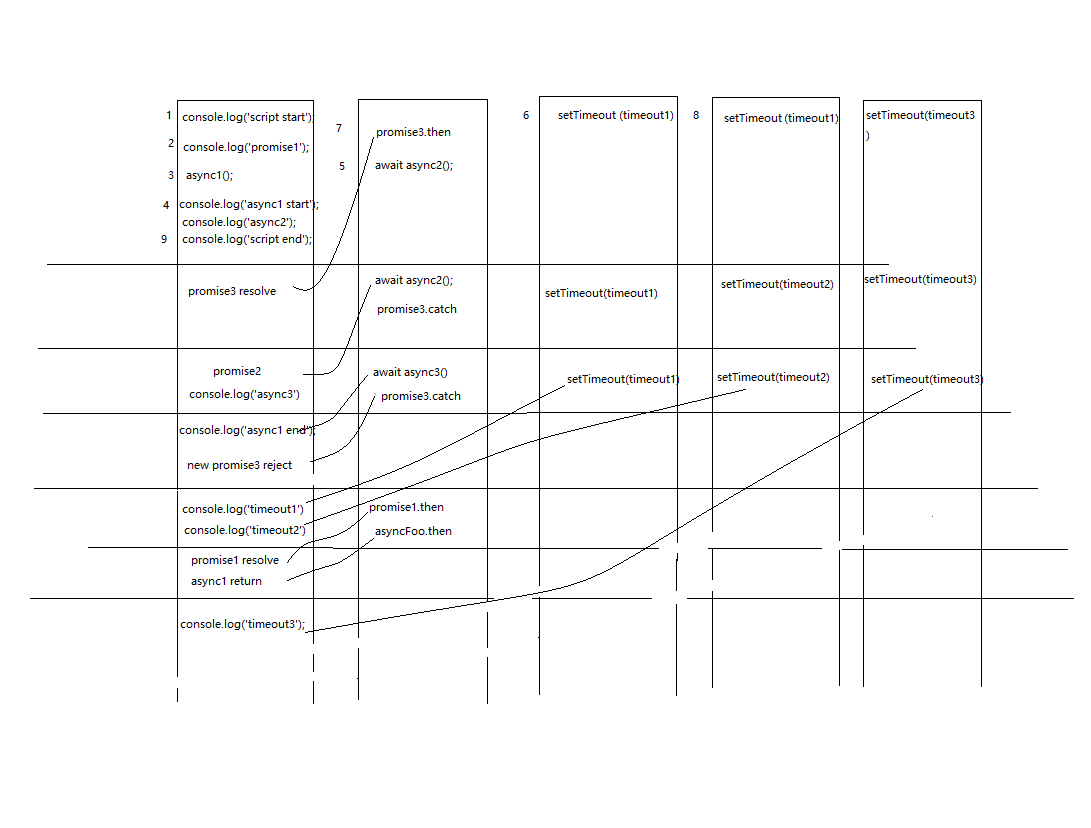 1 console.log('script start');
2 console.log('promise1');
3 async1();
4 console.log('async1 start');
console.log('async2');
9 console.log('script end');
7 promise3.then
5 await async2();
6 setTimeout (timeout1)
8 setTimeout (timeout1)
setTimeout(timeout3
)
promise3 resolve
await async2();
promise3.catch
setTimeout(timeout1)
setTimeout(timeout2)
setTimeout(timeout3)
promise2
console.log('async3')
await async3()
promise3.catch
setTimeout(timeout1)
setTimeout(timeout2)
setTimeout(timeout3)
console.log('async1 end');
new promise3 reject
console.log('timeout1')
console.log('timeout2')
promise1.then
asyncFoo.then
promise1 resolve
async1 return
console.log('timeout3');